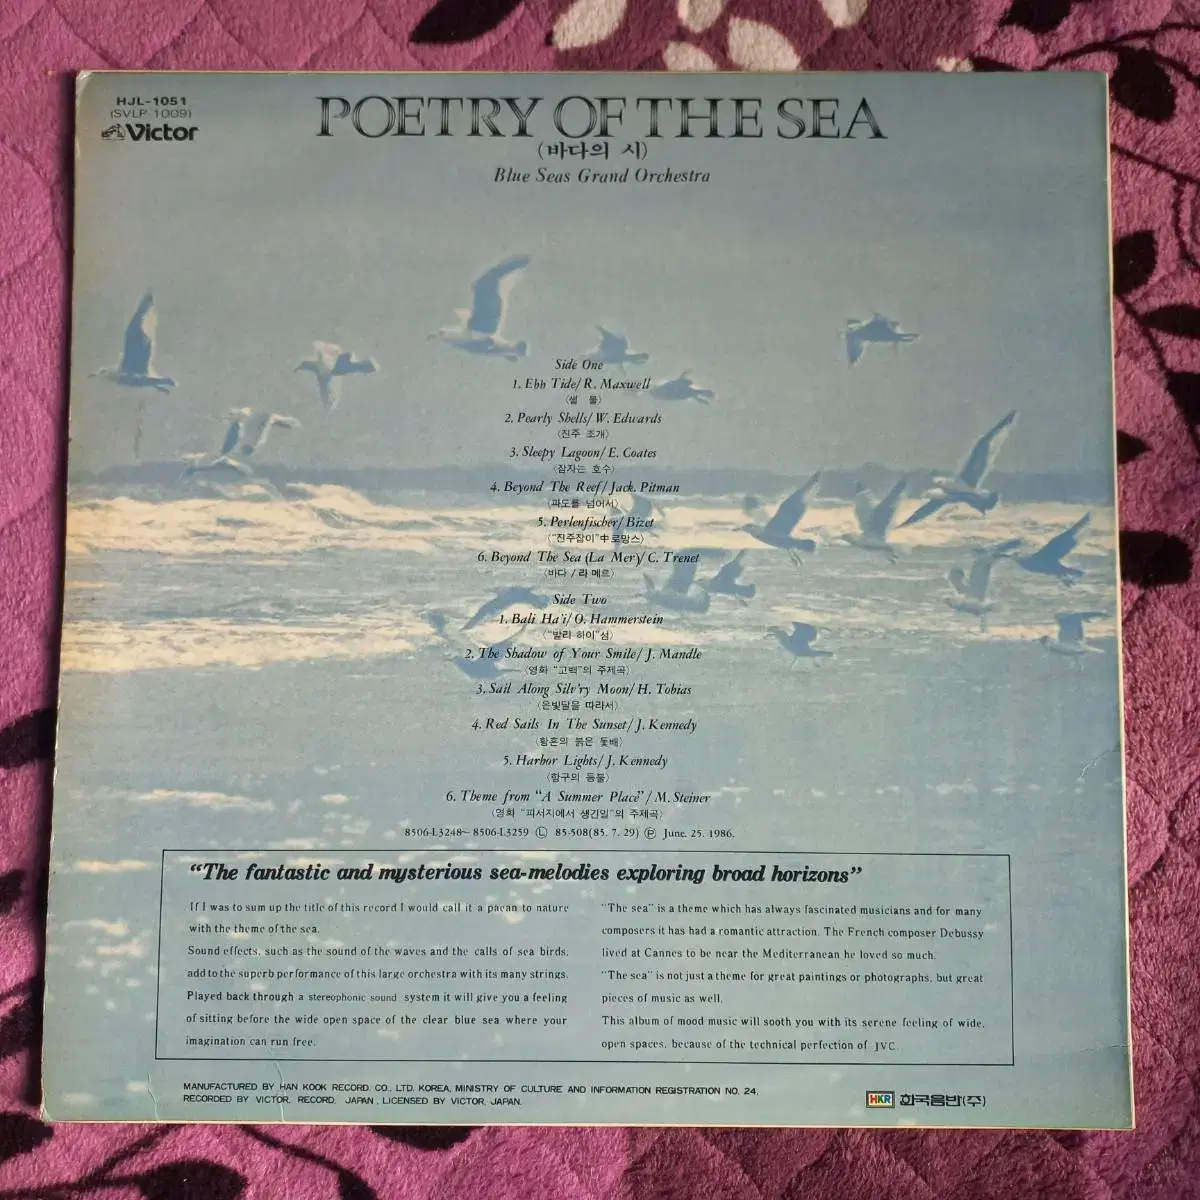 HJL-1051
(SVLP-1009)
Victor
POETRY OF THE SEA
(바다의 시)
Blue Seas Grand Orchestra
Side One
1. Ebb Tide/R. Maxwell
〈썰 물〉
2. Pearly Shells/W. Edwards
〈진주 조개〉
3. Sleepy Lagoon/E. Coates
〈잠자는 호수〉
4. Beyond The Reef/Jack. Pitman
〈파도를 넘어서〉
5. Perlenfischer/Bizet
〈"진주잡이"中로망스〉
6. Beyond The Sea (La Mer)/C. Trenet
〈바다/라메르〉
Side Two
1. Bali Ha'i/O. Hammerstein
〈"발리 하이"섬〉
2. The Shadow of Your Smile/J. Mandle
〈영화 "고백"의 주제곡〉
3. Sail Along Silv'ry Moon/H. Tobias
〈은빛달을 따라서〉
4. Red Sails In The Sunset/J. Kennedy
〈황혼의 붉은 돛배〉
5. Harbor Lights/J. Kennedy
〈항구의 등불〉
6. Theme from "A Summer Place"/M. Steiner
〈영화 "피서지에서 생긴일"의 주제곡〉
8506-L3248~8506-L3259 Ⓛ 85-508(85. 7. 29) Ⓟ June. 25. 1986.
"The fantastic and mysterious sea-melodies exploring broad horizons"
If I was to sum up the title of this record I would call it a paean to nature
with the theme of the sea.
Sound effects, such as the sound of the waves and the calls of sea birds,
add to the superb performance of this large orchestra with its many strings.
Played back through a stereophonic sound system it will give you a feeling
of sitting before the wide open space of the clear blue sea where your
imagination can run free.
"The sea" is a theme which has always fascinated musicians and for many
composers it has had a romantic attraction. The French composer Debussy
lived at Cannes to be near the Mediterranean he loved so much.
"The sea" is not just a theme for great paintings or photographs, but great
pieces of music as well.
This album of mood music will sooth you with its serene feeling of wide,
open spaces, because of the technical perfection of JVC.
MANUFACTURED BY HAN KOOK RECORD. CO., LTD. KOREA, MINISTRY OF CULTURE AND INFORMATION REGISTRATION NO. 24,
RECORDED BY VICTOR. RECORD, JAPAN, LICENSED BY VICTOR, JAPAN.
HKR 한국음반(주)